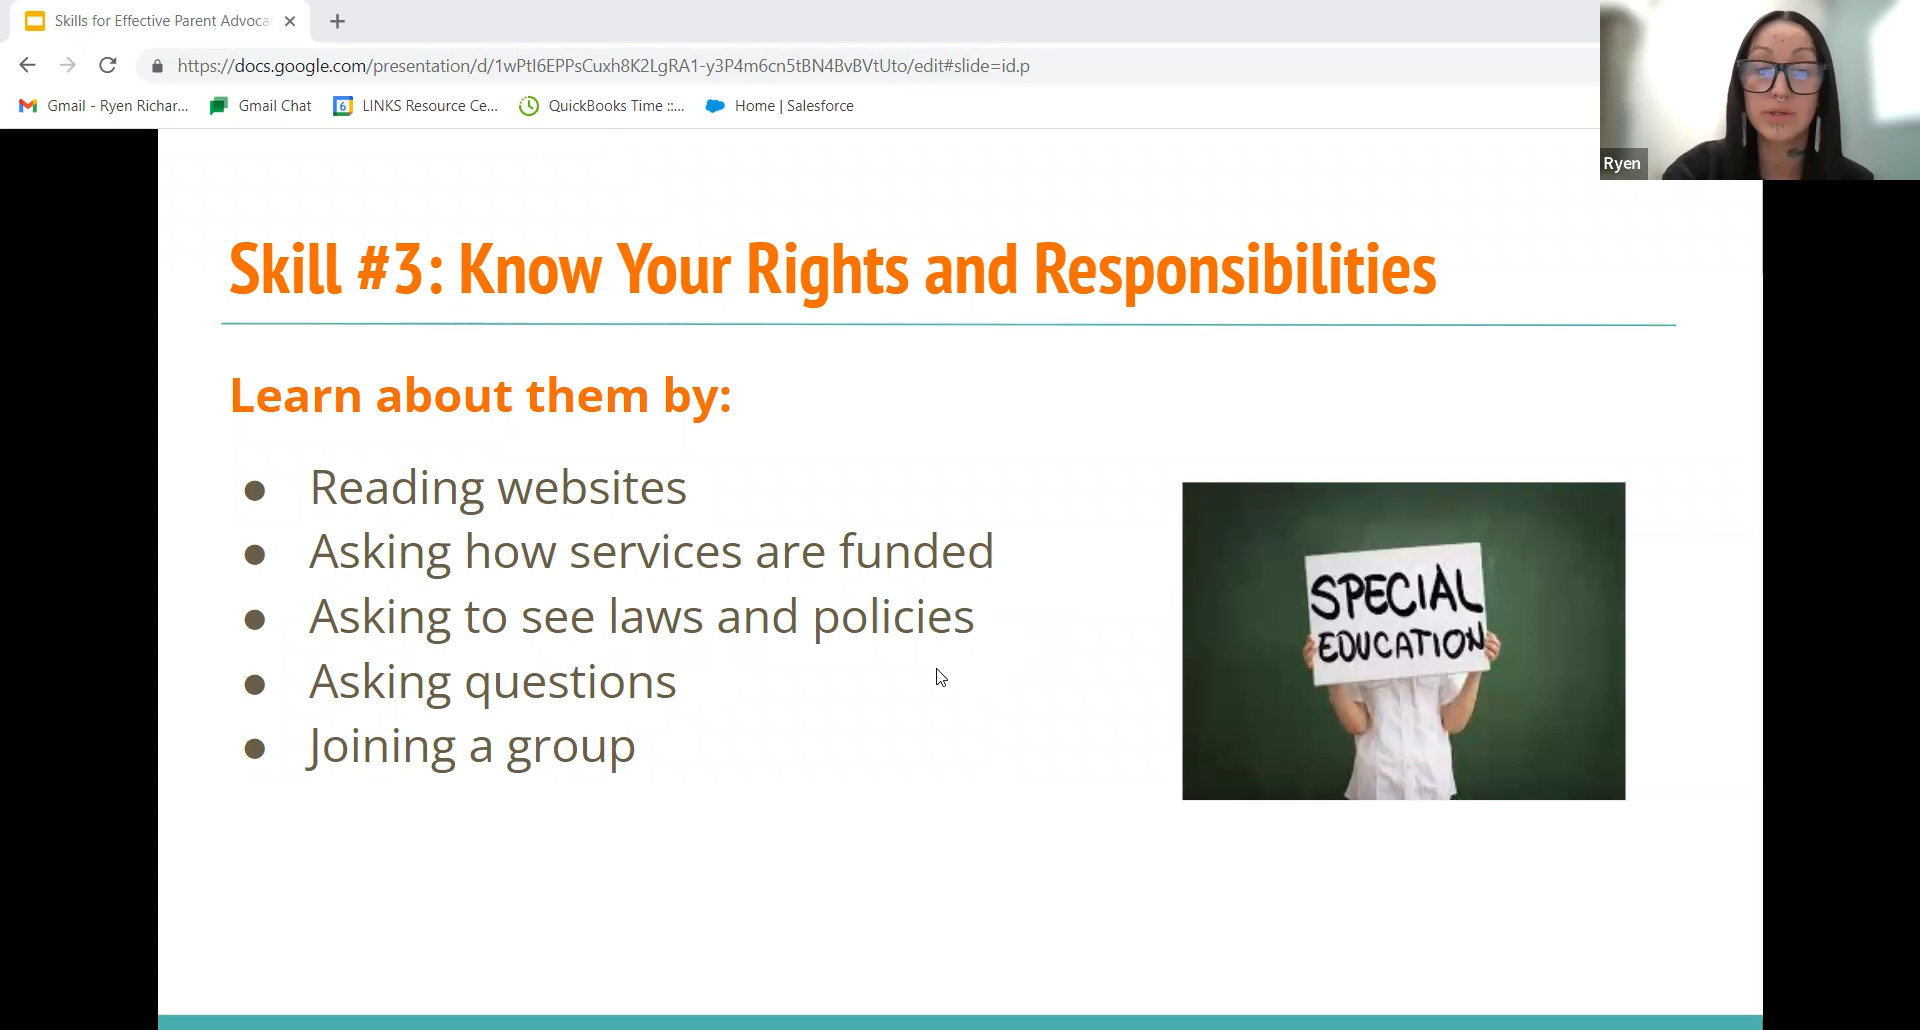 Skills for Effective Parent Advoca
https://docs.google.com/presentation/d/1wPtI6EPPsCuxh8K2LgRA1-y3P4m6cn5tBN4BvBVtUto/edit#slide=id.p
Gmail - Ryen Richar...
Gmail Chat
6
LINKS Resource Ce...
QuickBooks Time ::...
Home | Salesforce
Ryen
Skill #3: Know Your Rights and Responsibilities
Learn about them by:
● Reading websites
● Asking how services are funded
● Asking to see laws and policies
● Asking questions
● Joining a group
SPECIAL
EDUCATION